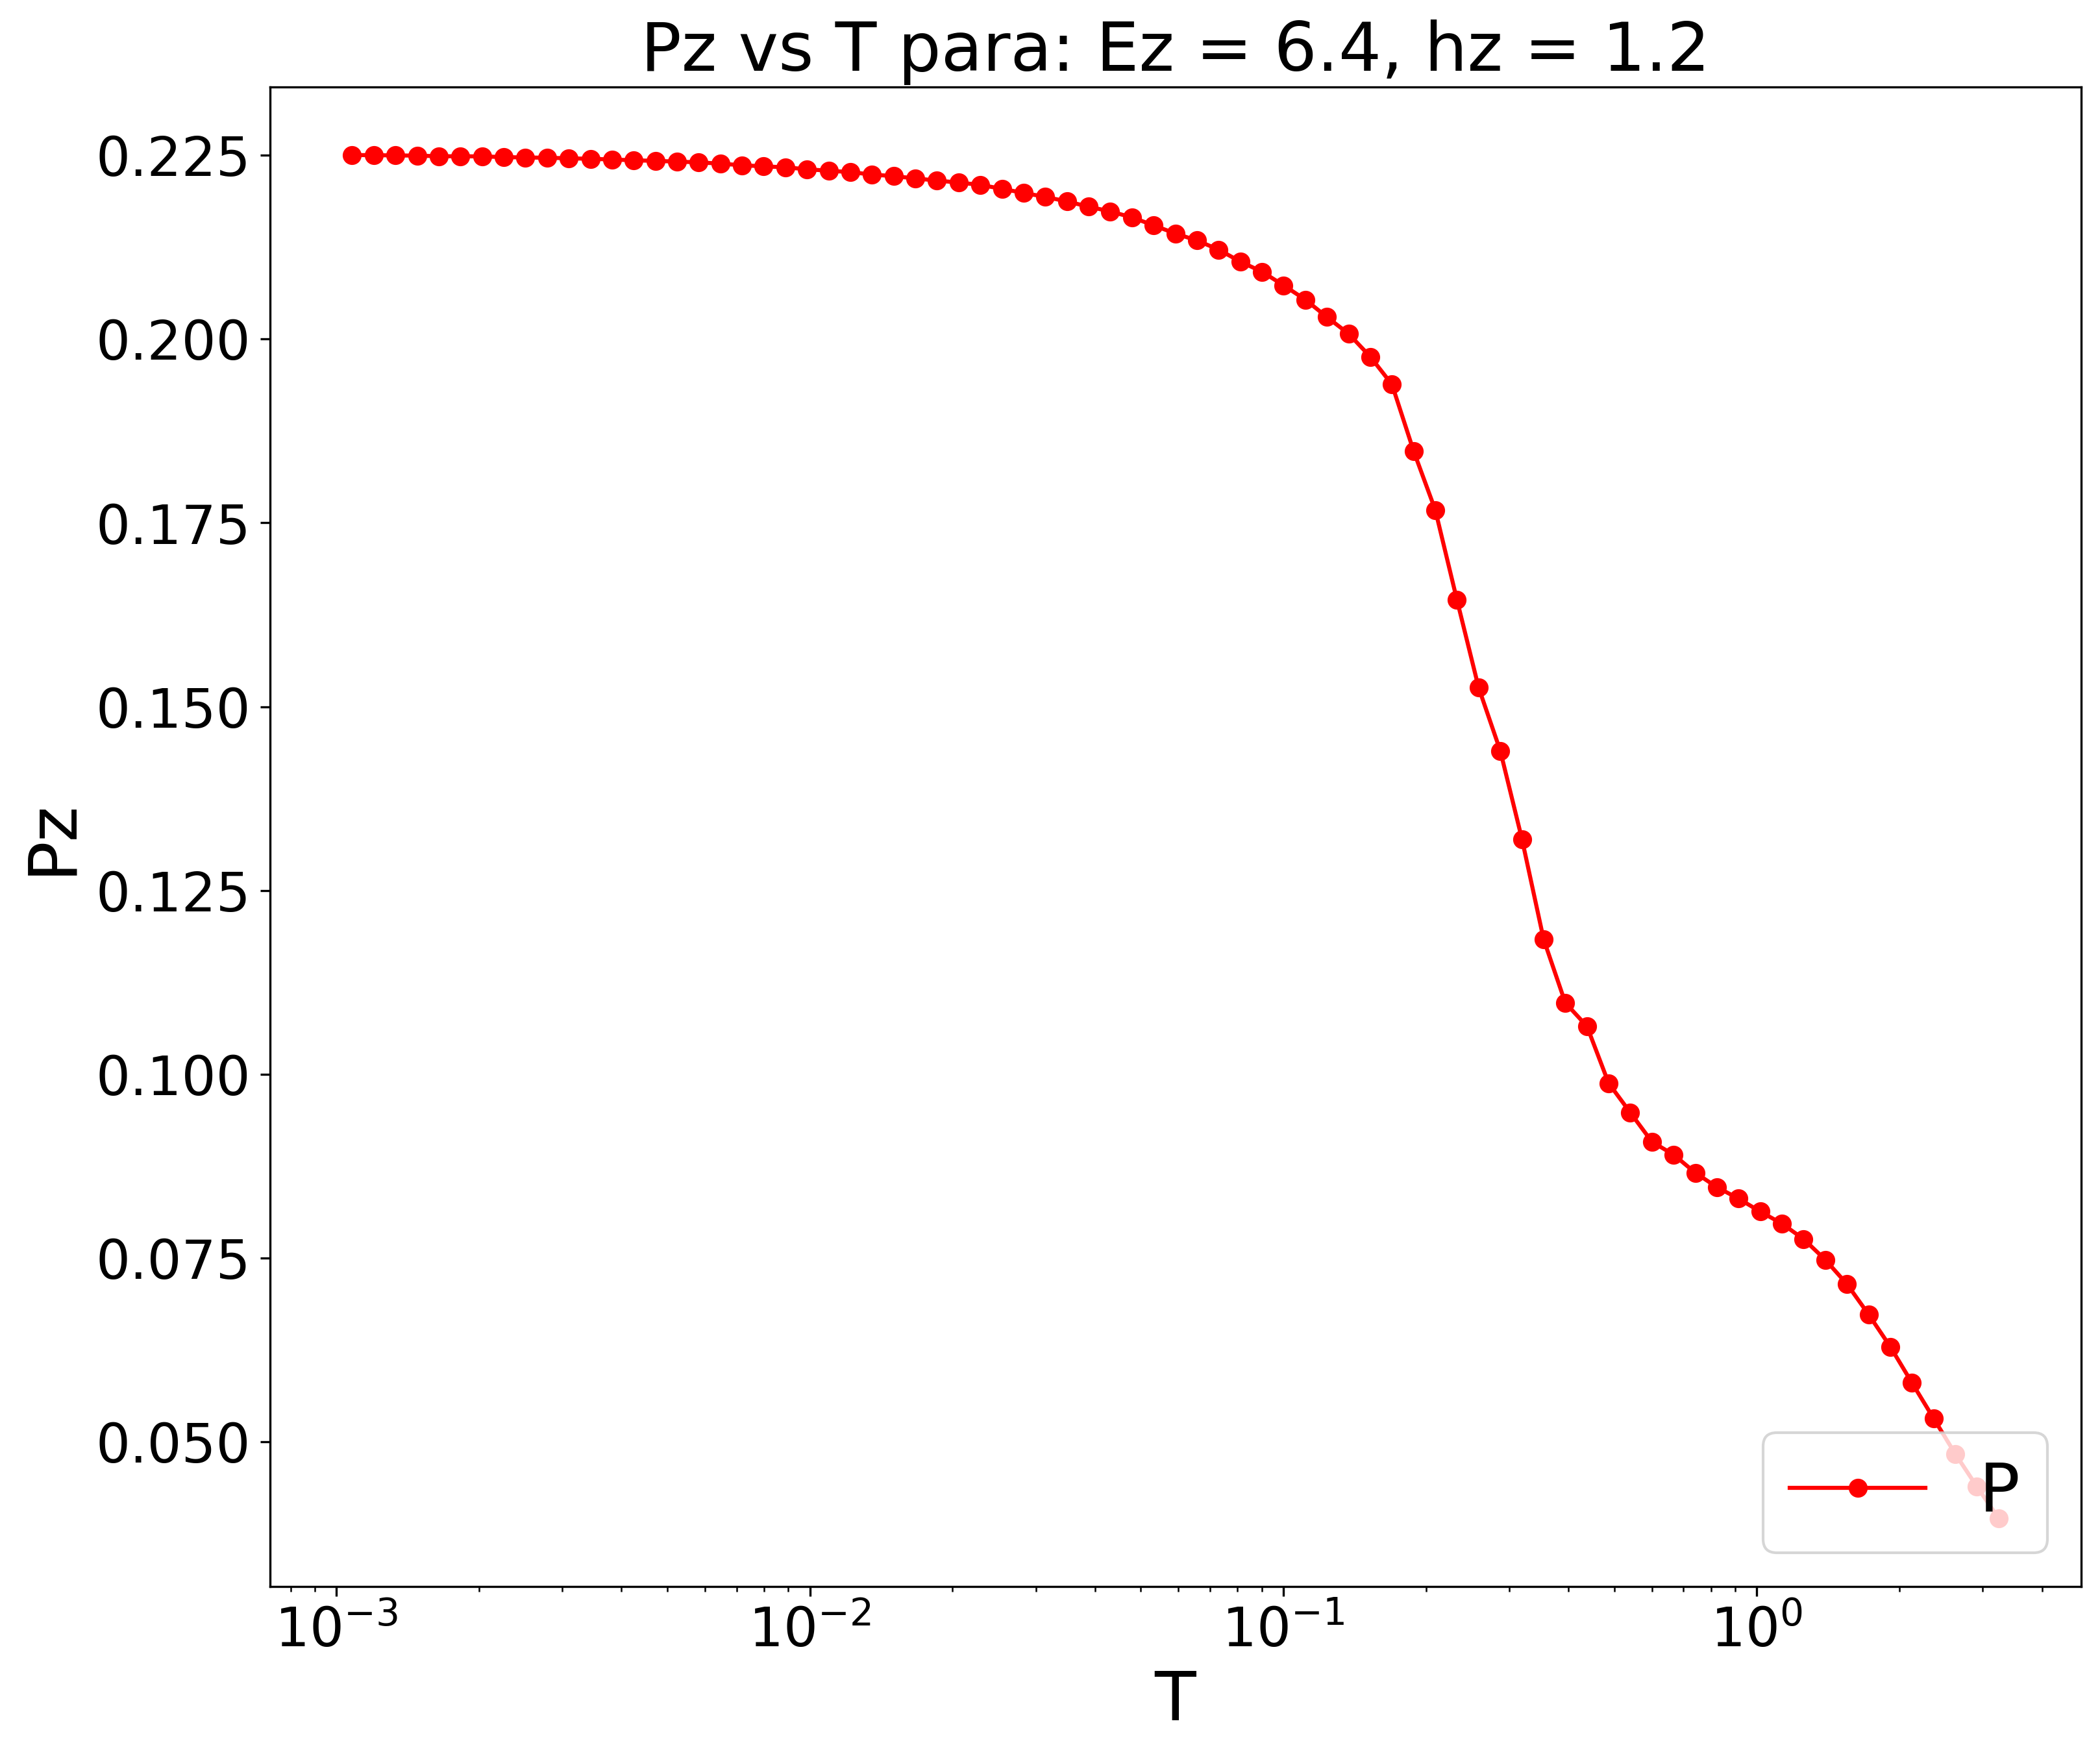 Pz vs T para: Ez = 6.4, hz = 1.2
Pz
0.225
0.200
0.175
0.150
0.125
0.100
0.075
0.050
P
10⁻³ 10⁻² 10⁻¹ 10⁰
T